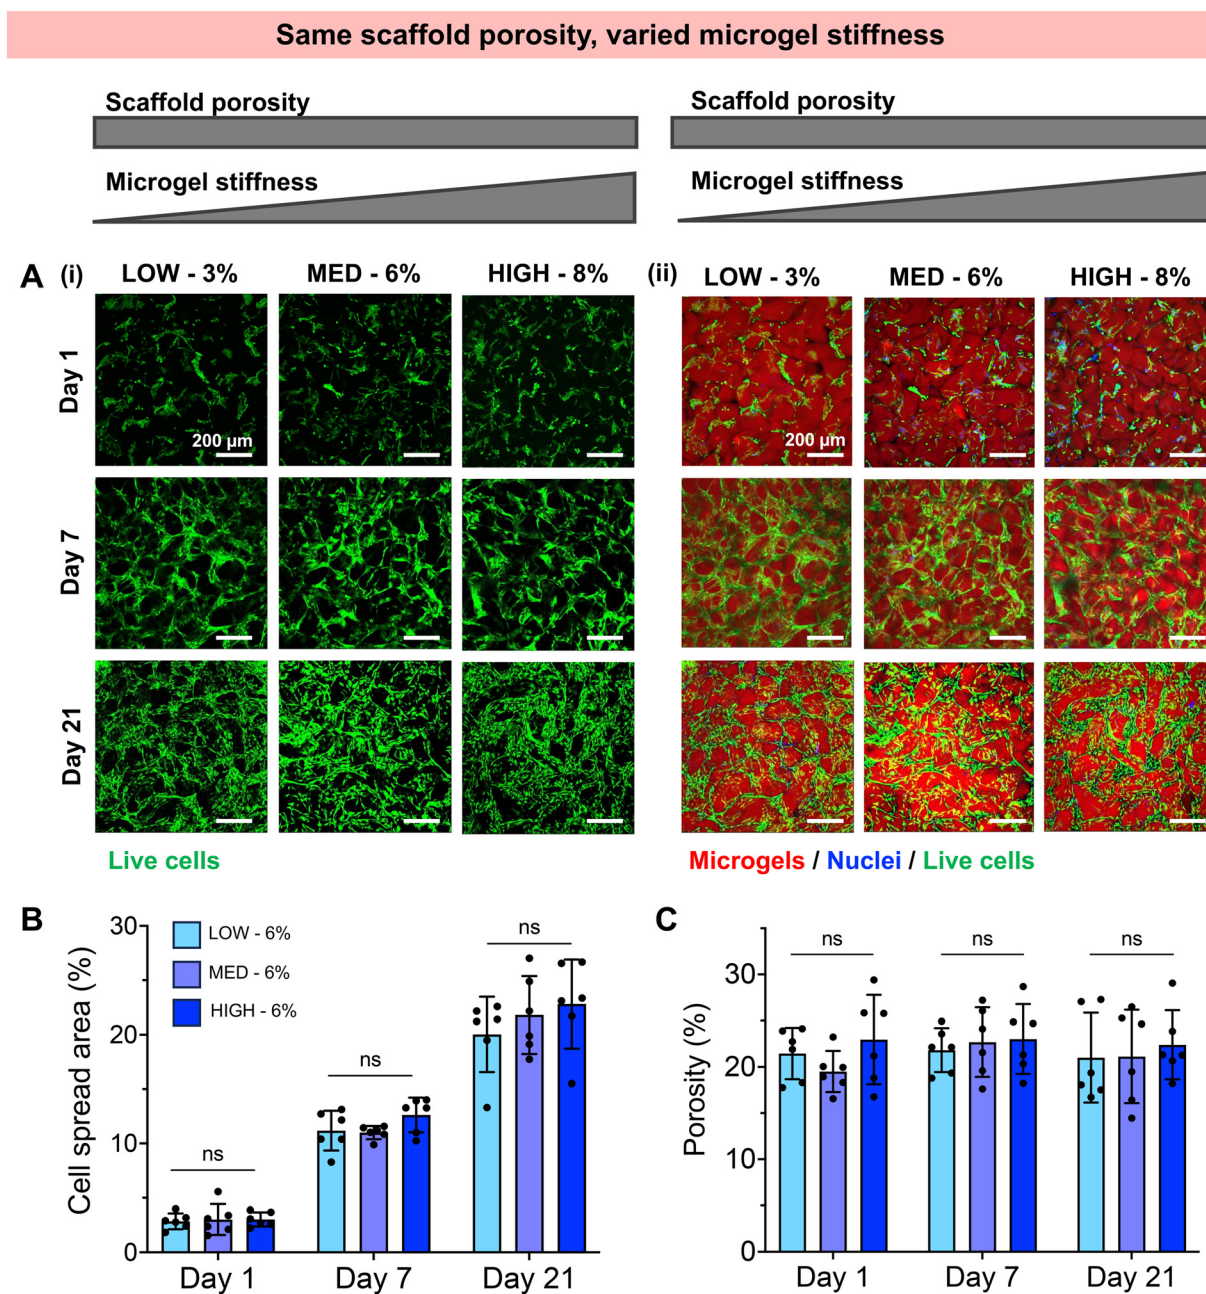 Same scaffold porosity, varied microgel stiffness
Scaffold porosity
Scaffold porosity
Microgel stiffness
Microgel stiffness
A (i) LOW - 3% MED - 6% HIGH - 8% (ii) LOW - 3% MED - 6% HIGH - 8%
Day 1
200 µm
200 µm
Day 7
Day 21
Live cells
Microgels / Nuclei / Live cells
B
Cell spread area (%)
30
20
10
0
LOW - 6%
MED - 6%
HIGH - 6%
ns
ns
ns
Day 1 Day 7 Day 21
C
Porosity (%)
30
20
10
0
ns ns ns
Day 1 Day 7 Day 21